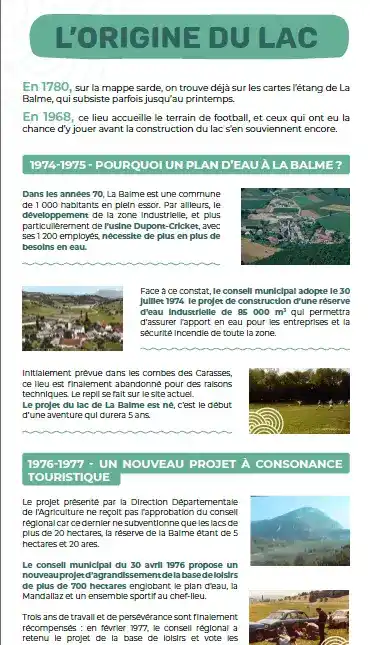 L'ORIGINE DU LAC
En 1780, sur la mappe sarde, on trouve déjà sur les cartes l'étang de La
Balme, qui subsiste parfois jusqu'au printemps.
En 1968, ce lieu accueille le terrain de football, et ceux qui ont eu la
chance d'y jouer avant la construction du lac s'en souviennent encore.
1974-1975 - POURQUOI UN PLAN D'EAU À LA BALME ?
Dans les années 70, La Balme est une commune
de 1 000 habitants en plein essor. Par ailleurs, le
développement de la zone industrielle, et plus
particulièrement de l'usine Dupont-Cricket, avec
ses 1 200 employés, nécessite de plus en plus de
besoins en eau.
Face à ce constat, le conseil municipal adopte le 30
juillet 1974 le projet de construction d'une réserve
d'eau industrielle de 85 000 m³ qui permettra
d'assurer l'apport en eau pour les entreprises et la
sécurité incendie de toute la zone.
Initialement prévue dans les combes des Carasses,
ce lieu est finalement abandonné pour des raisons
techniques. Le repli se fait sur le site actuel.
Le projet du lac de La Balme est né, c'est le début
d'une aventure qui durera 5 ans.
1976-1977 - UN NOUVEAU PROJET À CONSONANCE
TOURISTIQUE
Le projet présenté par la Direction Départementale
de l'Agriculture ne reçoit pas l'approbation du conseil
régional car ce dernier ne subventionne que les lacs de
plus de 20 hectares, la réserve de la Balme étant de 5
hectares et 20 ares.
Le conseil municipal du 30 avril 1976 propose un
nouveau projet d'agrandissement de la base de loisirs
de plus de 700 hectares englobant le plan d'eau, la
Mandallaz et un ensemble sportif au chef-lieu.
Trois ans de travail et de persévérance sont finalement
récompensés : en février 1977, le conseil régional a
retenu le projet de la base de loisirs et vote les